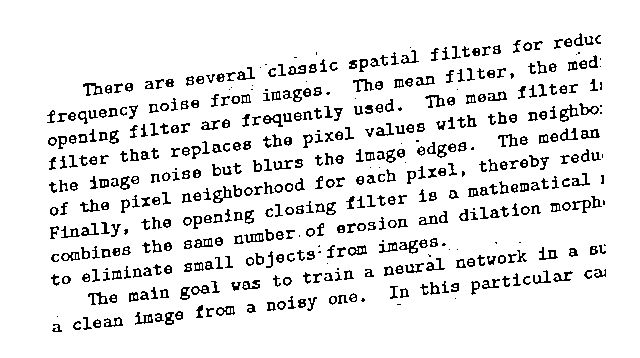 There are several classic spatial filters for reduc
frequency noise from images. The mean filter, the med
opening filter are frequently used. The mean filter i
filter that replaces the pixel values with the neighbo
the image noise but blurs the image edges. The median
of the pixel neighborhood for each pixel, thereby redu
Finally, the opening closing filter is a mathematical
combines the same number of erosion and dilation morph
to eliminate small objects from images.
The main goal was to train a neural network in a su
a clean image from a noisy one. In this particular ca